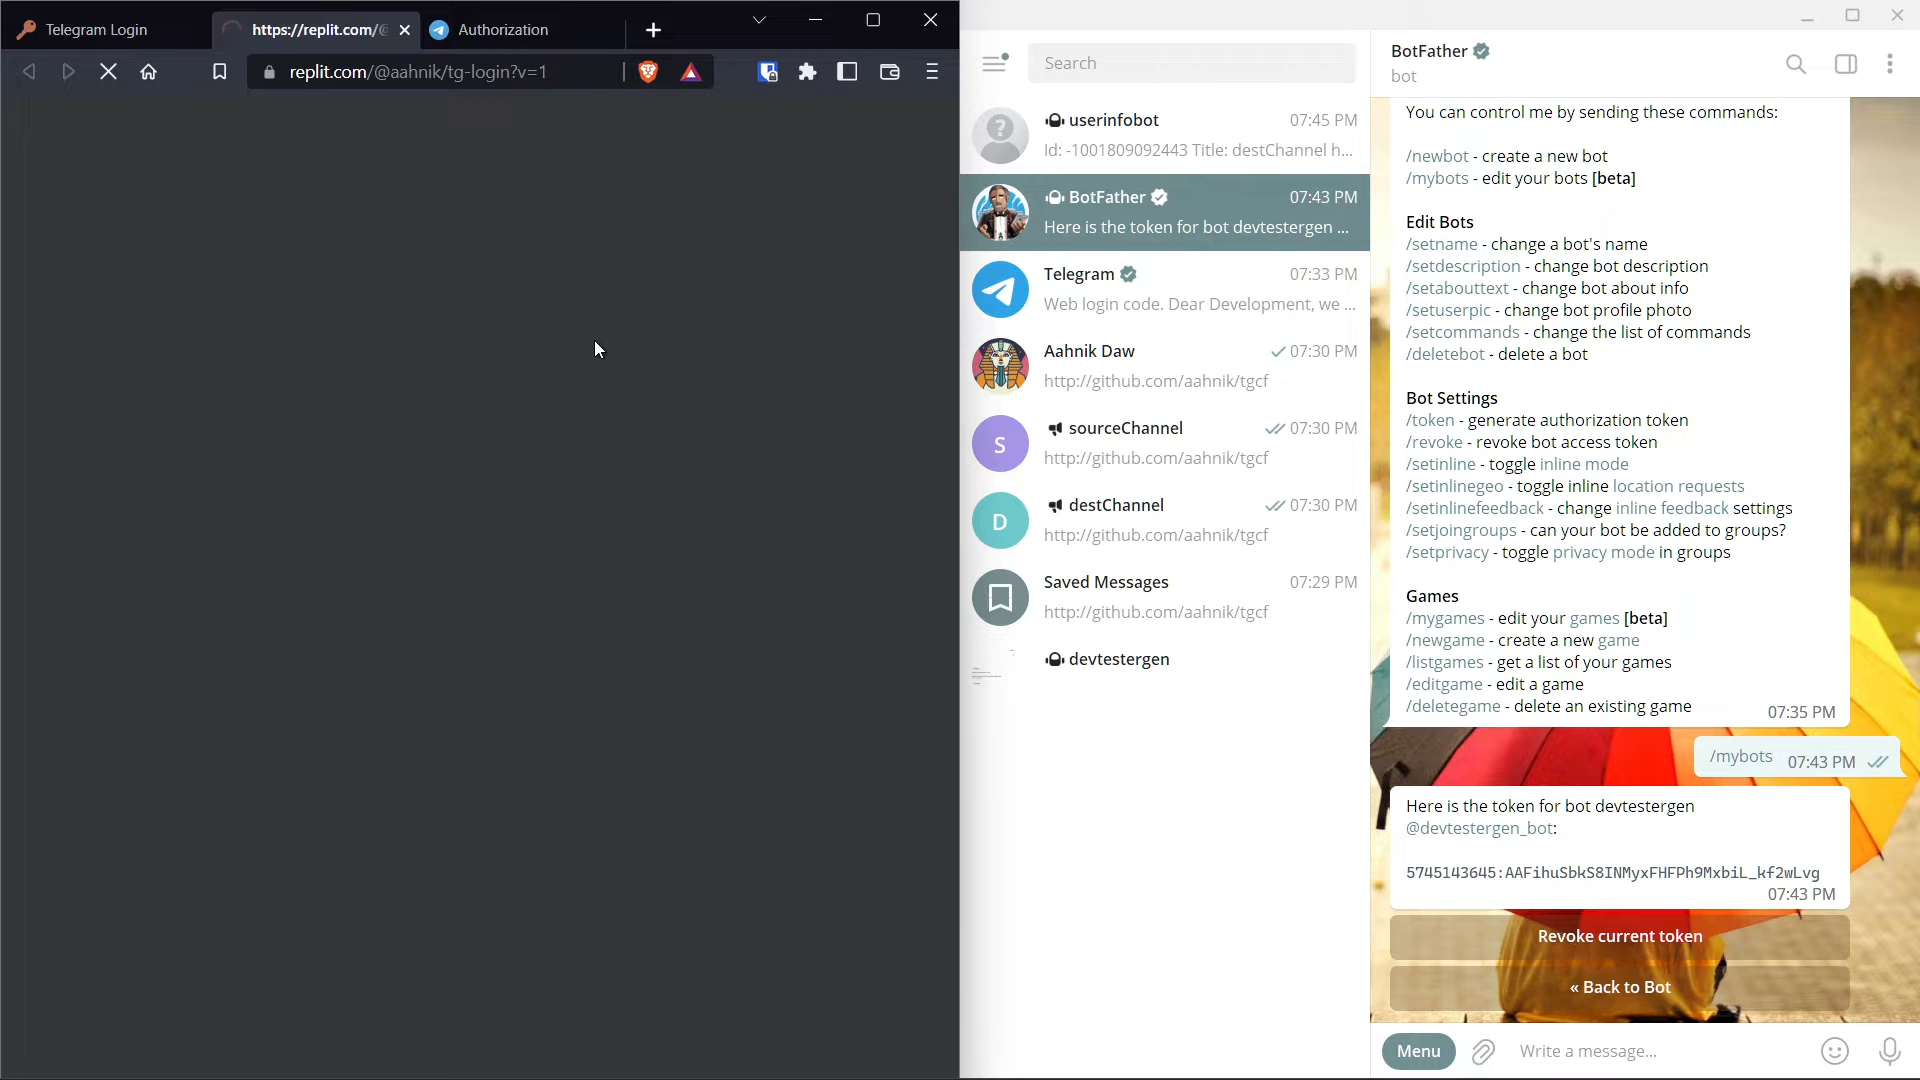 Telegram Login
https://replit.com/@
Authorization
replit.com/@aahnik/tg-login?v=1
Search
userinfobot
07:45 PM
Id: -1001809092443 Title: destChannel h...
BotFather
07:43 PM
Here is the token for bot devtestergen ...
Telegram
07:33 PM
Web login code. Dear Development, we ...
Aahnik Daw
07:30 PM
http://github.com/aahnik/tgcf
S
sourceChannel
07:30 PM
http://github.com/aahnik/tgcf
D
destChannel
07:30 PM
http://github.com/aahnik/tgcf
Saved Messages
07:29 PM
http://github.com/aahnik/tgcf
devtestergen
BotFather
bot
You can control me by sending these commands:
/newbot - create a new bot
/mybots - edit your bots [beta]
Edit Bots
/setname - change a bot's name
/setdescription - change bot description
/setabouttext - change bot about info
/setuserpic - change bot profile photo
/setcommands - change the list of commands
/deletebot - delete a bot
Bot Settings
/token - generate authorization token
/revoke - revoke bot access token
/setinline - toggle inline mode
/setinlinegeo - toggle inline location requests
/setinlinefeedback - change inline feedback settings
/setjoingroups - can your bot be added to groups?
/setprivacy - toggle privacy mode in groups
Games
/mygames - edit your games [beta]
/newgame - create a new game
/listgames - get a list of your games
/editgame - edit a game
/deletegame - delete an existing game
07:35 PM
/mybots
07:43 PM
Here is the token for bot devtestergen
@devtestergen_bot:
5745143645:AAFihuSbkS8INMyxFHFPh9MxbiL_kf2wLvg
07:43 PM
Revoke current token
« Back to Bot
Menu
Write a message...